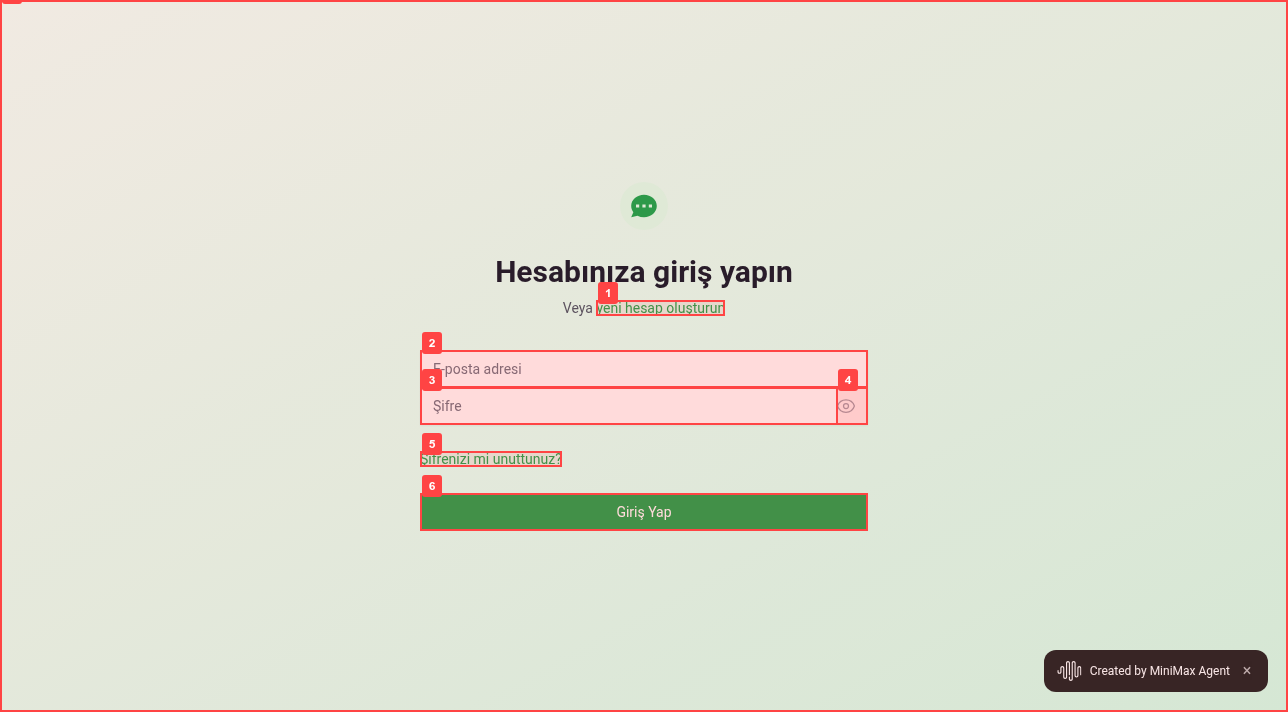 Hesabınıza giriş yapın
1
Veya yeni hesap oluşturun
2
E-posta adresi
3
4
Şifre
5
Şifrenizi mi unuttunuz?
6
Giriş Yap
Created by MiniMax Agent ×